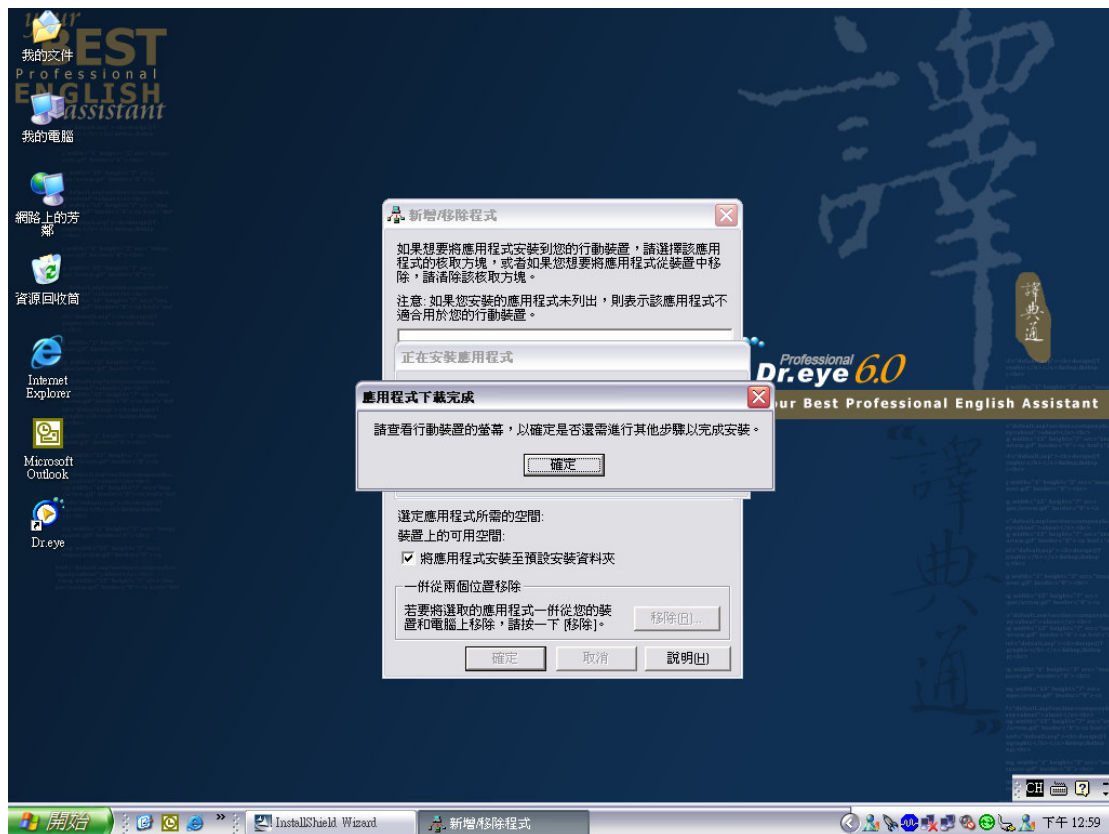 your
BEST
Professional
ENGLISH
assistant
我的文件
我的電腦
網路上的芳
鄰
資源回收筒
Internet
Explorer
Microsoft
Outlook
Dr.eye
譯
譯
典
通
Professional
Dr.eye 6.0
our Best Professional English Assistant
譯
典
通
新增/移除程式
如果想要將應用程式安裝到您的行動裝置，請選擇該應用
程式的核取方塊，或者如果您想要將應用程式從裝置中移
除，請清除該核取方塊。
注意: 如果您安裝的應用程式未列出，則表示該應用程式不
適合用於您的行動裝置。
正在安裝應用程式
應用程式下載完成
請查看行動裝置的螢幕，以確定是否還需進行其他步驟以完成安裝。
確定
選定應用程式所需的空間:
裝置上的可用空間:
將應用程式安裝至預設安裝資料夾
一併從兩個位置移除
若要將選取的應用程式一併從您的裝
置和電腦上移除，請按一下 [移除]。
移除(R)...
確定
取消
說明(H)
CH
開始
InstallShield Wizard
新增/移除程式
下午 12:59